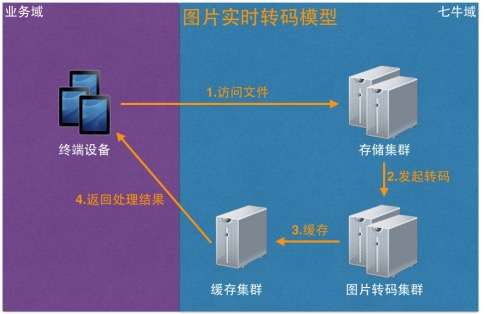 业务域
图片实时转码模型
七牛域
1.访问文件
终端设备
存储集群
2.发起转码
4.返回处理结果
3.缓存
缓存集群
图片转码集群